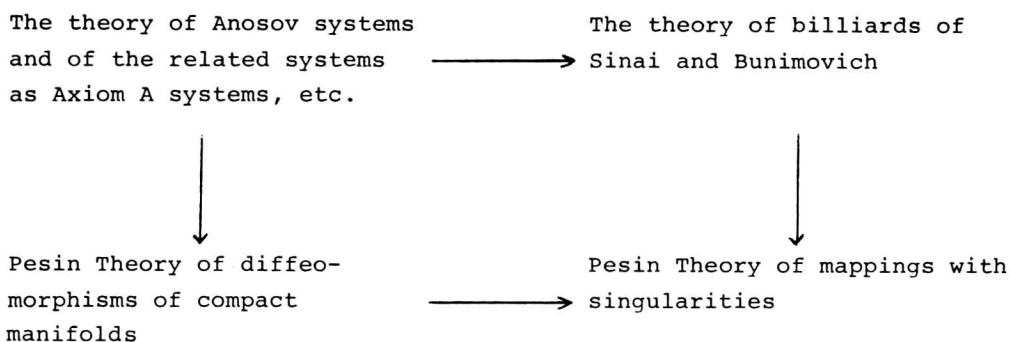 The theory of Anosov systems
and of the related systems
as Axiom A systems, etc.
The theory of billiards of
Sinai and Bunimovich
Pesin Theory of diffeo-
morphisms of compact
manifolds
Pesin Theory of mappings with
singularities